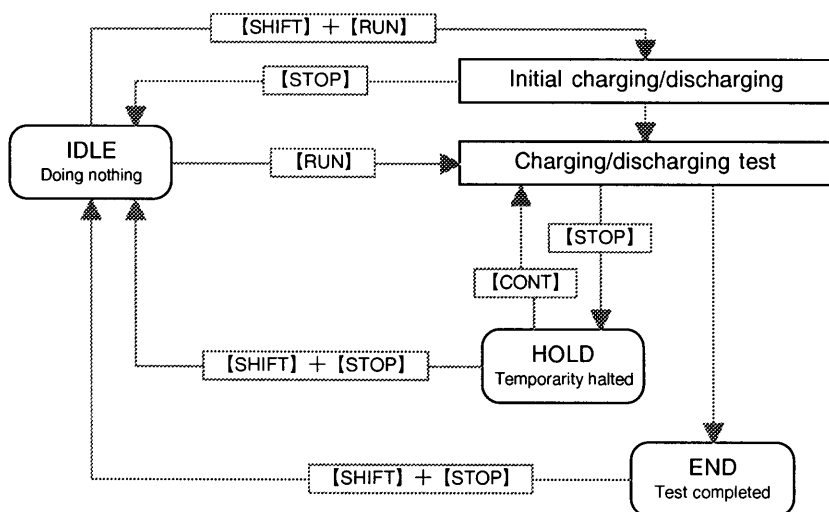 【SHIFT】＋【RUN】
【STOP】
Initial charging/discharging
IDLE
Doing nothing
【RUN】
Charging/discharging test
【STOP】
【CONT】
HOLD
Temporarity halted
【SHIFT】＋【STOP】
END
Test completed
【SHIFT】＋【STOP】